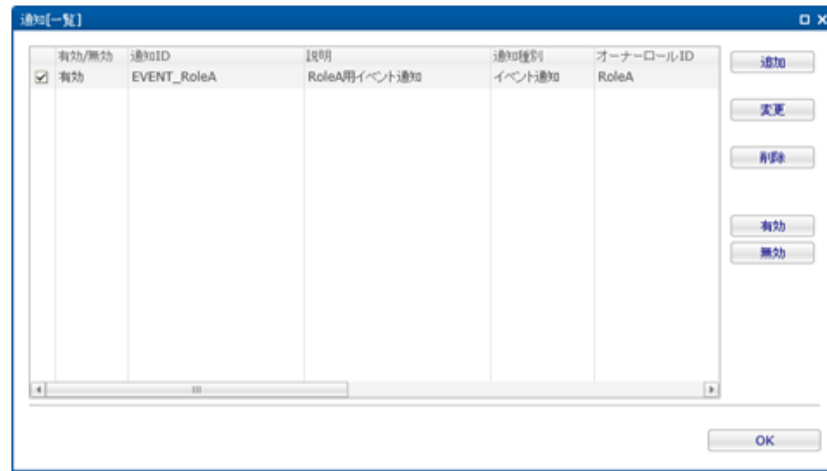 通知[一覧]
有効/無効 通知ID 説明 通知種別 オーナーロールID
有効 EVENT_RoleA RoleA用イベント通知 イベント通知 RoleA
追加
変更
削除
有効
無効
OK